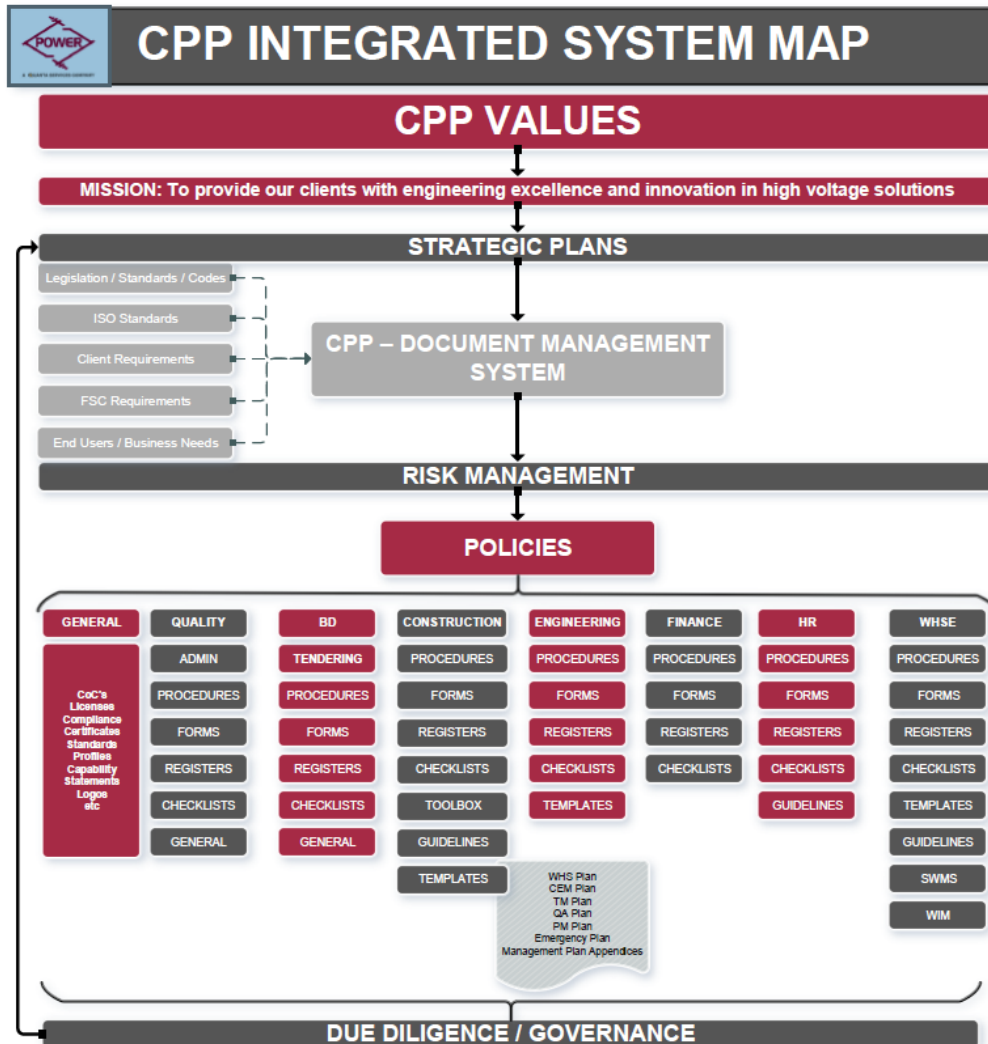 POWER
A QUANTA SERVICES COMPANY
CPP INTEGRATED SYSTEM MAP
CPP VALUES
MISSION: To provide our clients with engineering excellence and innovation in high voltage solutions
STRATEGIC PLANS
Legislation / Standards / Codes
ISO Standards
Client Requirements
FSC Requirements
End Users / Business Needs
CPP – DOCUMENT MANAGEMENT
SYSTEM
RISK MANAGEMENT
POLICIES
GENERAL
CoC's
Licenses
Compliance
Certificates
Standards
Profiles
Capability
Statements
Logos
etc
QUALITY
ADMIN
PROCEDURES
FORMS
REGISTERS
CHECKLISTS
GENERAL
BD
TENDERING
PROCEDURES
FORMS
REGISTERS
CHECKLISTS
GENERAL
CONSTRUCTION
PROCEDURES
FORMS
REGISTERS
CHECKLISTS
TOOLBOX
GUIDELINES
TEMPLATES
WHS Plan
CEM Plan
TM Plan
QA Plan
PM Plan
Emergency Plan
Management Plan Appendices
ENGINEERING
PROCEDURES
FORMS
REGISTERS
CHECKLISTS
TEMPLATES
FINANCE
PROCEDURES
FORMS
REGISTERS
CHECKLISTS
HR
PROCEDURES
FORMS
REGISTERS
CHECKLISTS
GUIDELINES
WHSE
PROCEDURES
FORMS
REGISTERS
CHECKLISTS
TEMPLATES
GUIDELINES
SWMS
WIM
DUE DILIGENCE / GOVERNANCE